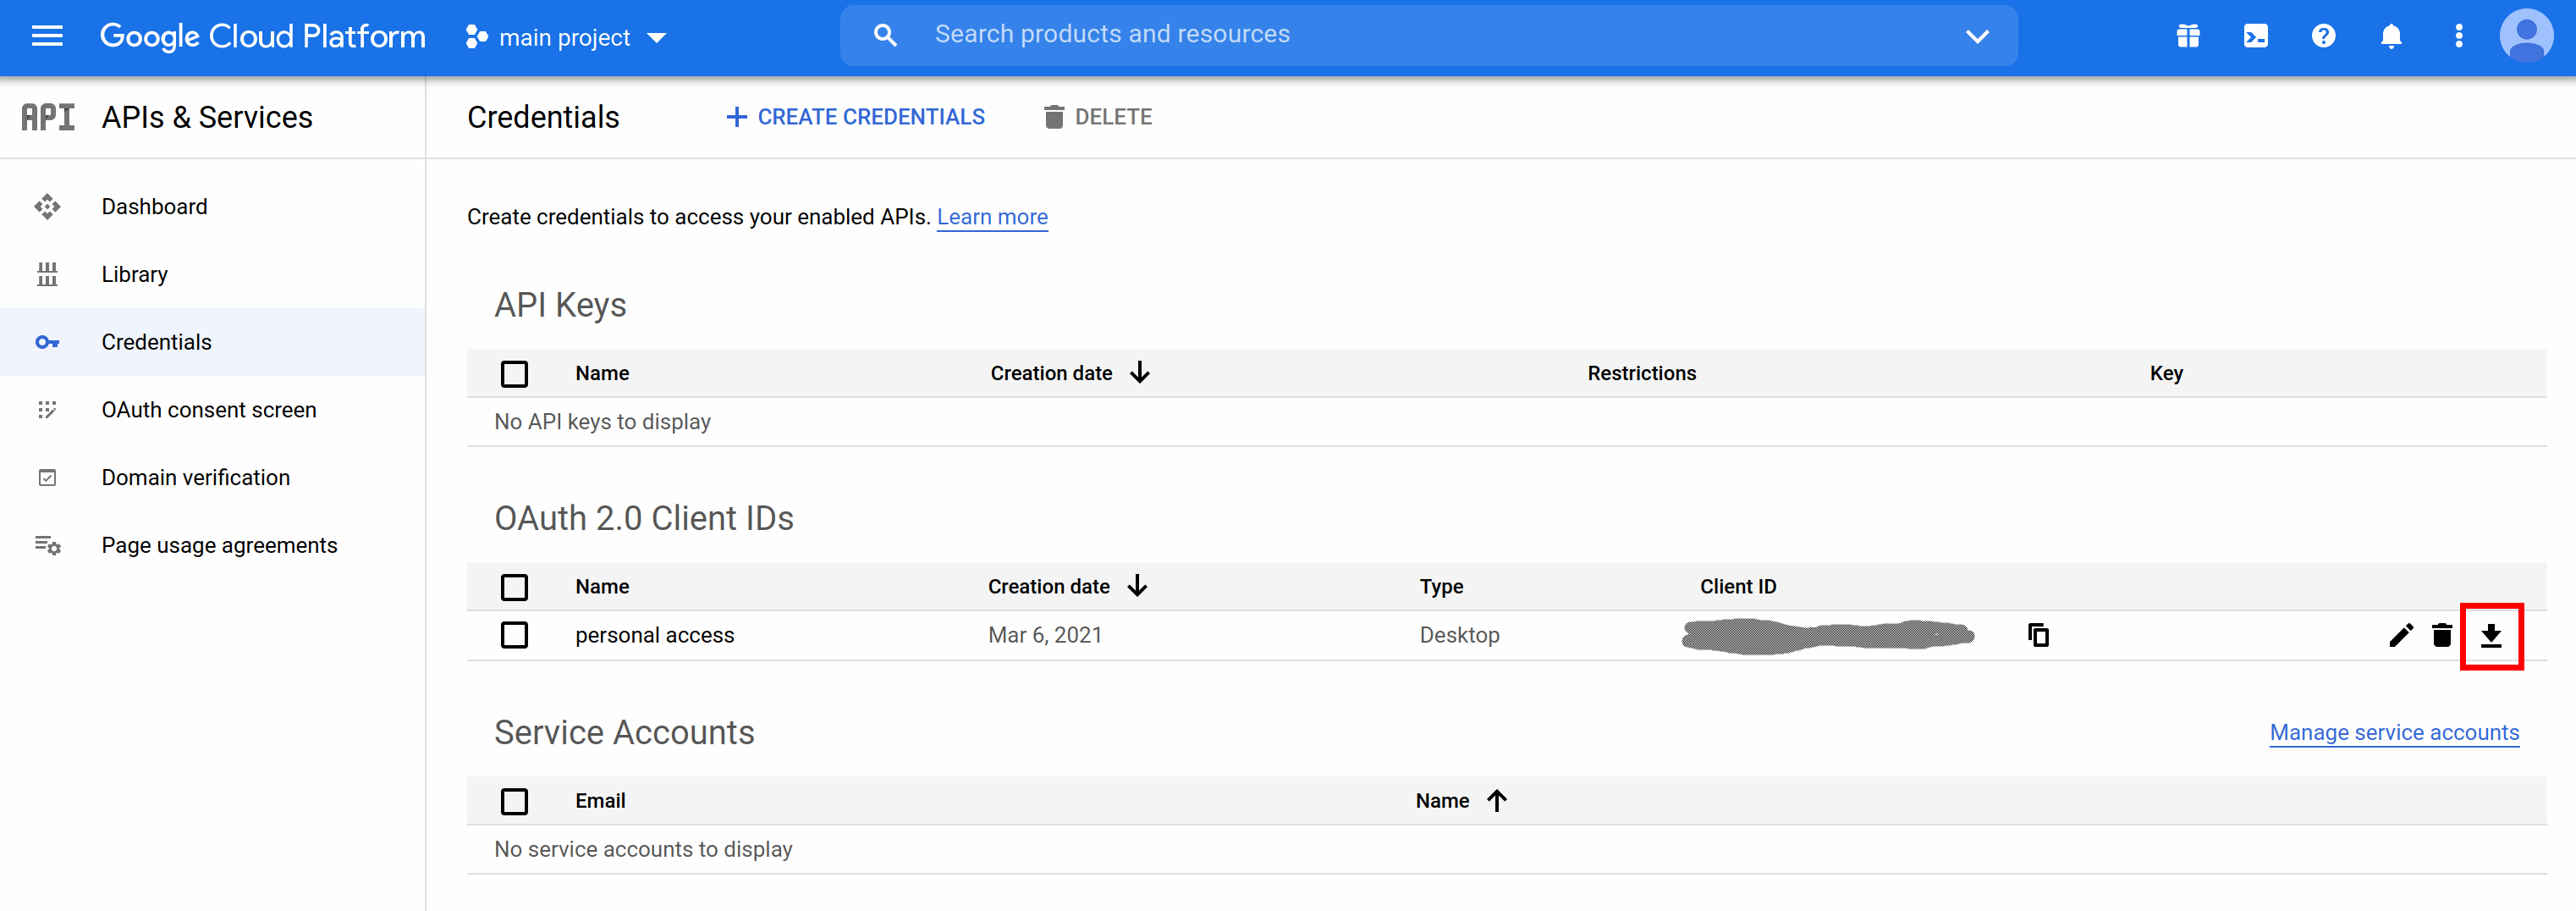 Google Cloud Platform main project Search products and resources
API APIs & Services Credentials + CREATE CREDENTIALS DELETE
Dashboard
Library
Credentials
OAuth consent screen
Domain verification
Page usage agreements
Create credentials to access your enabled APIs. Learn more
API Keys
Name Creation date Restrictions Key
No API keys to display
OAuth 2.0 Client IDs
Name Creation date Type Client ID
personal access Mar 6, 2021 Desktop
Service Accounts Manage service accounts
Email Name
No service accounts to display